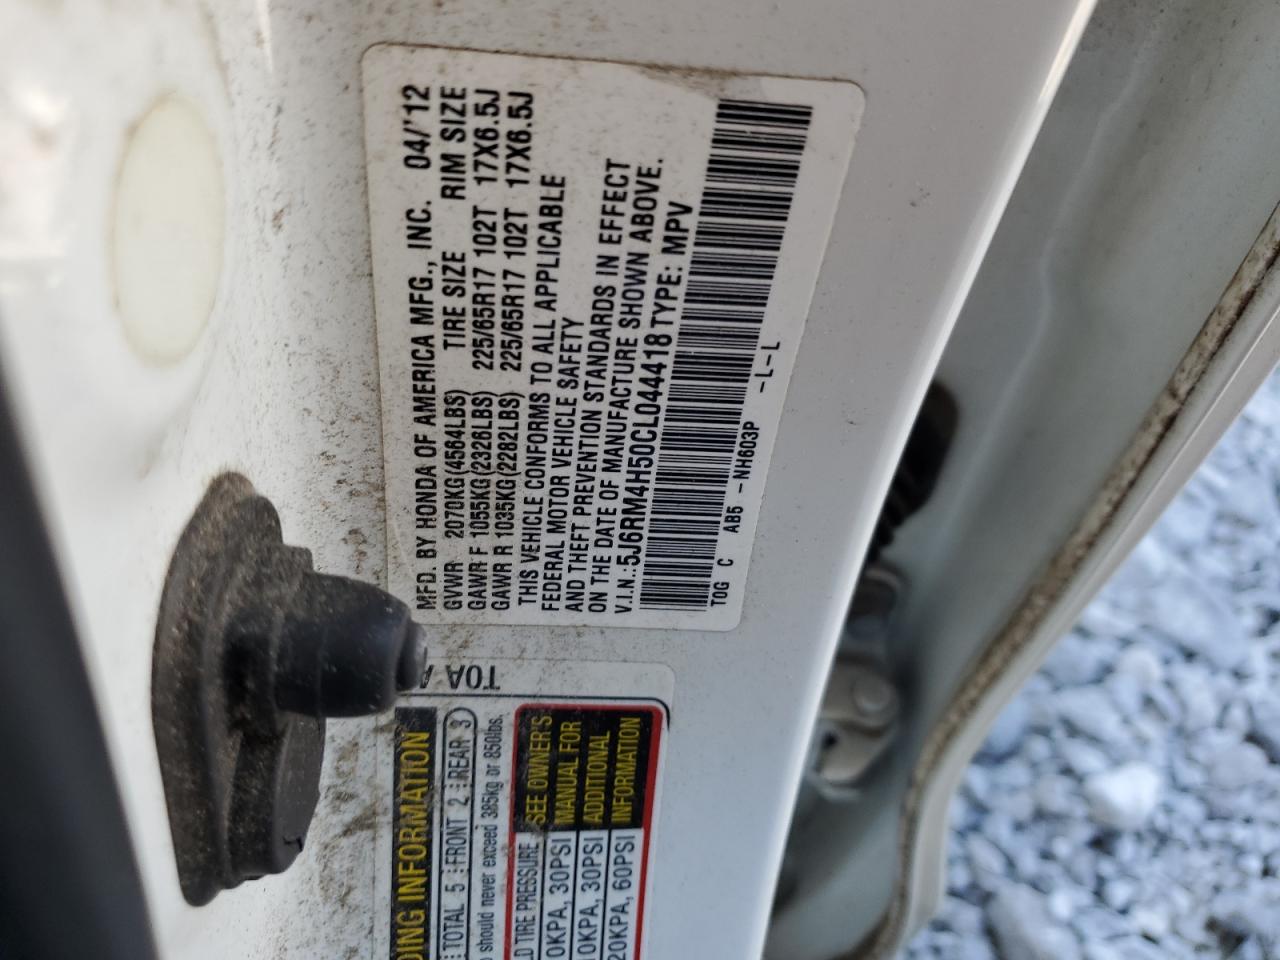 MFD. BY HONDA OF AMERICA MFG., INC. 04/'12
GVWR 2070KG(4564LBS) TIRE SIZE RIM SIZE
GAWR F 1055KG(2326LBS) 225/65R17 102T 17X6.5J
GAWR R 1035KG(2282LBS) 225/65R17 102T 17X6.5J
THIS VEHICLE CONFORMS TO ALL APPLICABLE
FEDERAL MOTOR VEHICLE SAFETY
AND THEFT PREVENTION STANDARDS IN EFFECT
ON THE DATE OF MANUFACTURE SHOWN ABOVE.
V.I.N.:5J6RM4H50CL044418 TYPE: MPV
T0G C AB5 -NH603P -L-L
T0A
INFORMATION
TOTAL 5 FRONT 2 REAR 3
should never exceed 385kg or 850lbs.
TIRE PRESSURE SEE OWNER'S
MANUAL FOR
ADDITIONAL
INFORMATION
KPA, 30PSI
KPA, 30PSI
KPA, 60PSI